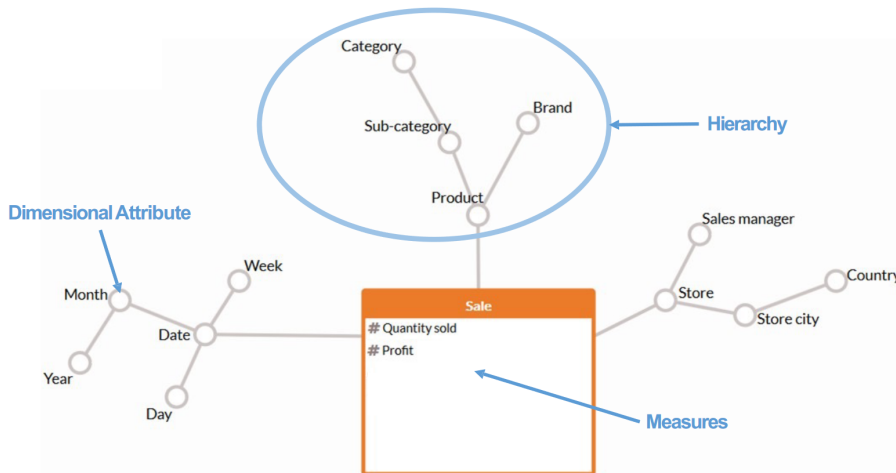 Category
Brand
Sub-category
Hierarchy
Product
Dimensional Attribute
Sales manager
Week
Country
Month
Store
Sale
Store city
# Quantity sold
Date
# Profit
Year
Day
Measures